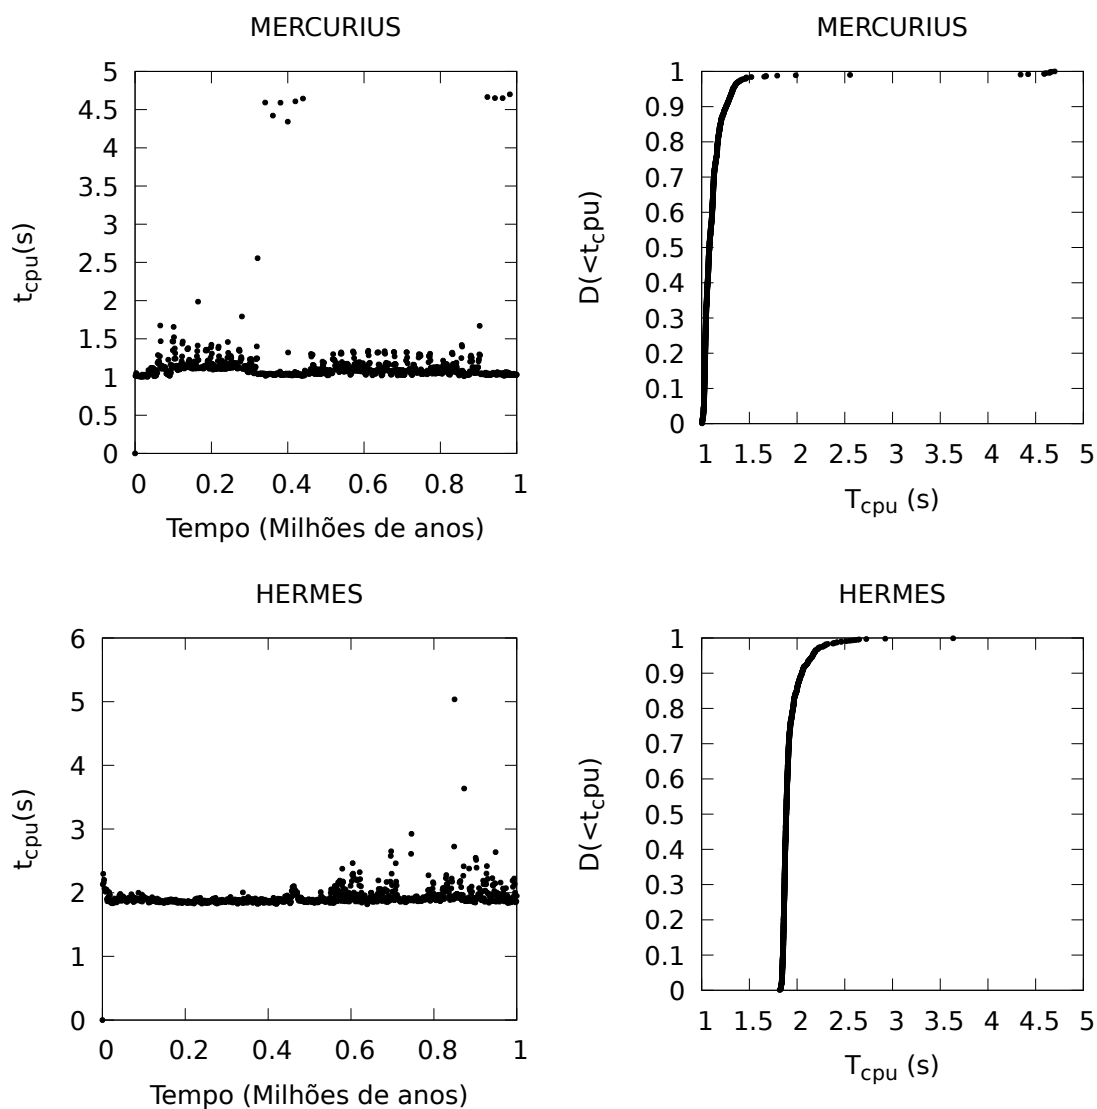 MERCURIUS
5
4.5
4
3.5
3
2.5
2
1.5
1
0.5
0
t_cpu(s)
0 0.2 0.4 0.6 0.8 1
Tempo (Milhões de anos)
MERCURIUS
1
0.9
0.8
0.7
0.6
0.5
0.4
0.3
0.2
0.1
0
D(<t_cpu)
1 1.5 2 2.5 3 3.5 4 4.5 5
T_cpu (s)
HERMES
6
5
4
3
2
1
0
t_cpu(s)
0 0.2 0.4 0.6 0.8 1
Tempo (Milhões de anos)
HERMES
1
0.9
0.8
0.7
0.6
0.5
0.4
0.3
0.2
0.1
0
D(<t_cpu)
1 1.5 2 2.5 3 3.5 4 4.5 5
T_cpu (s)